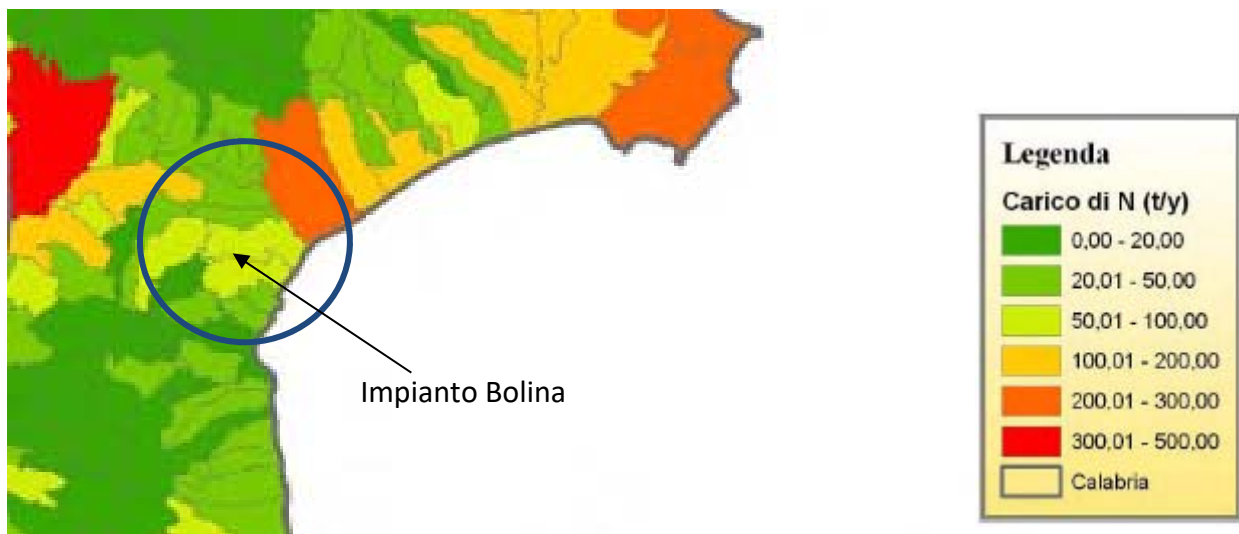 Impianto Bolina
Legenda
Carico di N (t/y)
0,00 - 20,00
20,01 - 50,00
50,01 - 100,00
100,01 - 200,00
200,01 - 300,00
300,01 - 500,00
Calabria